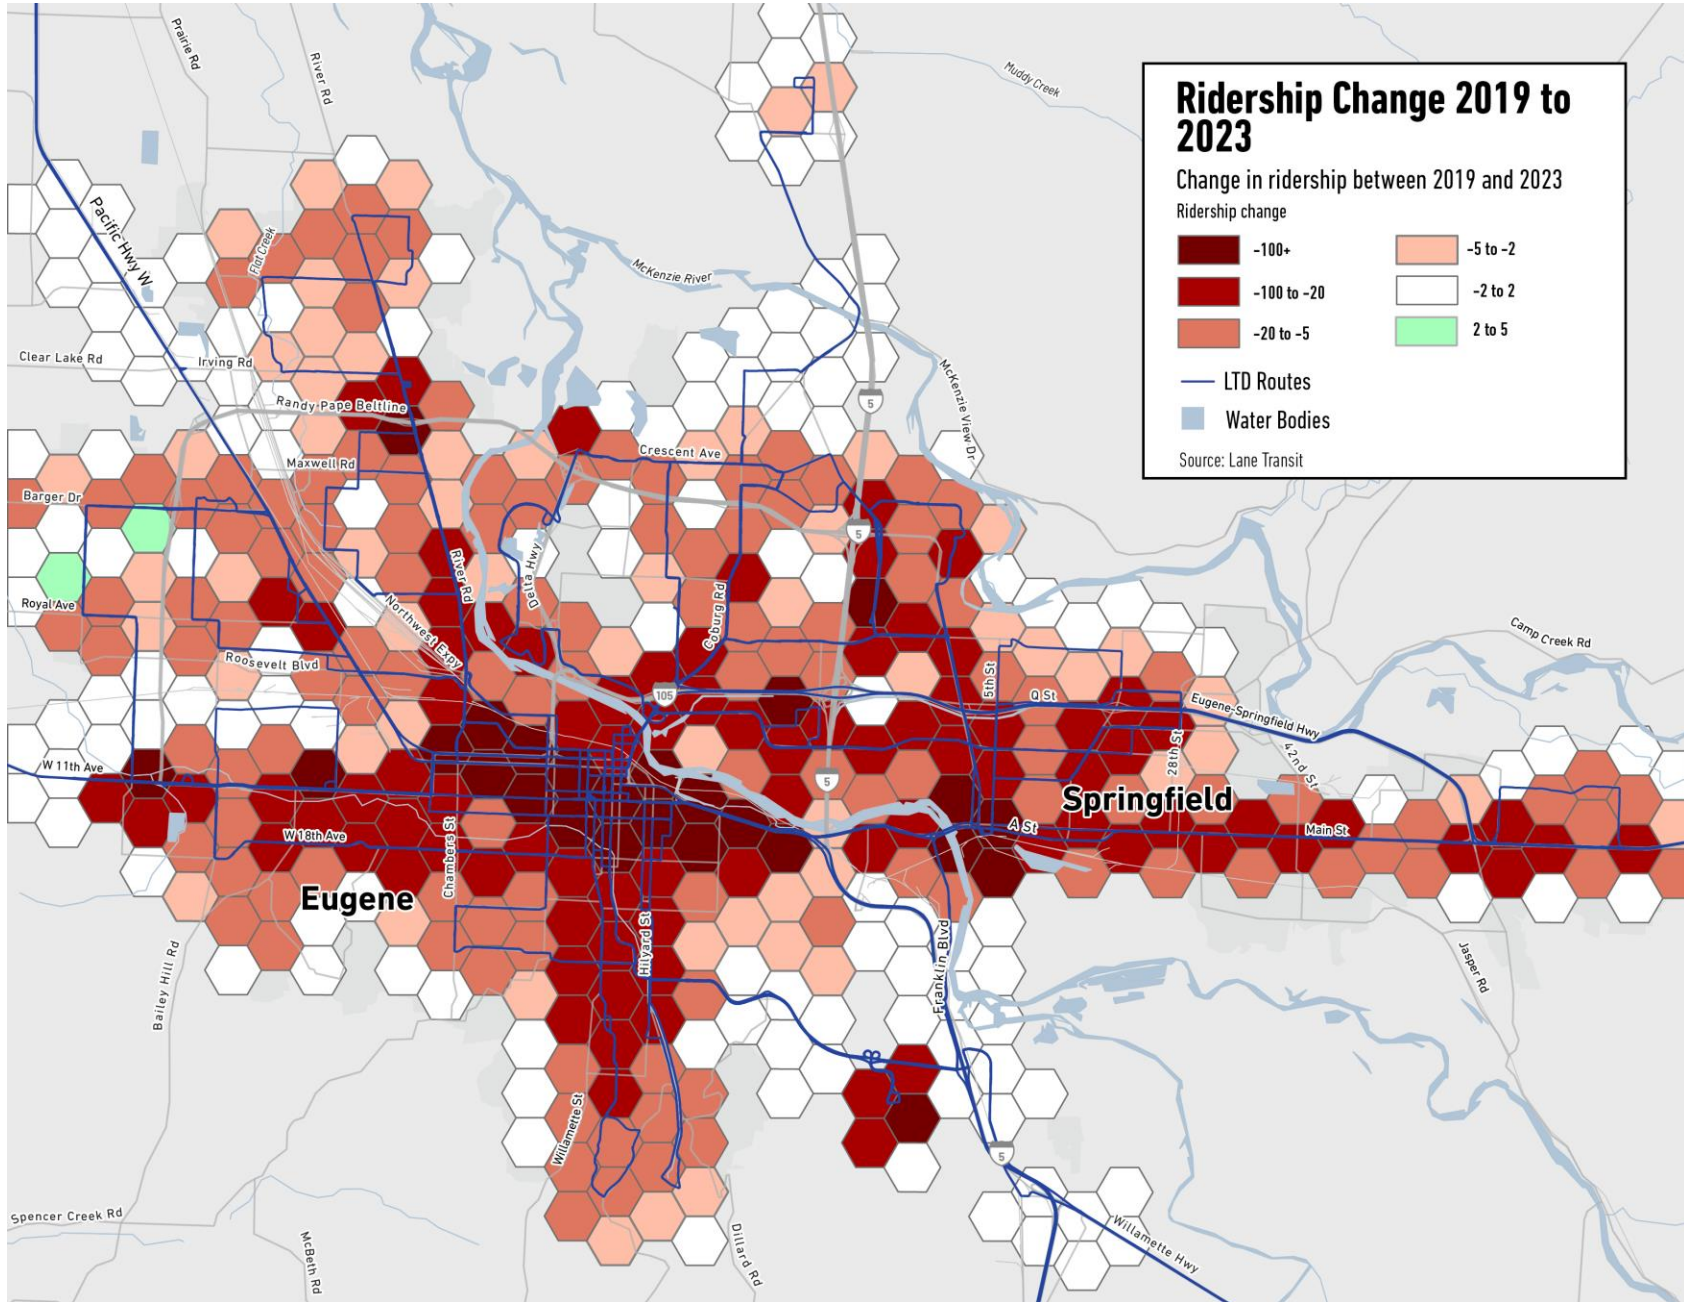 Ridership Change 2019 to
2023
Change in ridership between 2019 and 2023
Ridership change
-100+
-100 to -20
-20 to -5
-5 to -2
-2 to 2
2 to 5
LTD Routes
Water Bodies
Source: Lane Transit
Prairie Rd
River Rd
Muddy Creek
Pacific Hwy W
Flat Creek
McKenzie River
Clear Lake Rd
Irving Rd
Randy Pape Beltline
5
McKenzie View Dr
Maxwell Rd
Crescent Ave
Barger Dr
5
River Rd
Delta Hwy
Coburg Rd
Royal Ave
Northwest Expy
Camp Creek Rd
Roosevelt Blvd
105
5th St
Q St
Eugene-Springfield Hwy
28th St
42nd St
W 11th Ave
5
Springfield
A St
Main St
W 18th Ave
Chambers St
Eugene
Hilyard St
Franklin Blvd
Bailey Hill Rd
Jasper Rd
Willamette St
5
Spencer Creek Rd
McBeth Rd
Dillard Rd
Willamette Hwy